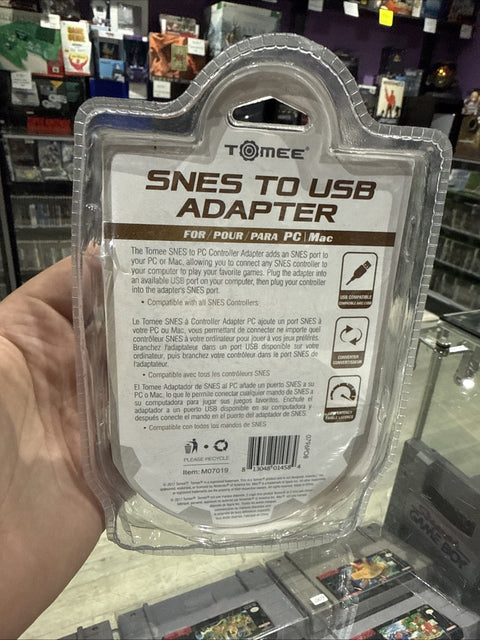 TOMEE®
SNES TO USB
ADAPTER
FOR / POUR / PARA PC | Mac
The Tomee SNES to PC Controller Adapter adds an SNES port to
your PC or Mac, allowing you to connect any SNES controller to
your computer to play your favorite games. Plug the adapter into
an available USB port on your computer, then plug your controller
into the adapter's SNES port.
• Compatible with all SNES Controllers
Le Tomee SNES à Controller Adapter PC ajoute un port SNES à
votre PC ou Mac, vous permettant de connecter ne importe quel
contrôleur SNES à votre ordinateur pour jouer à vos jeux préférés.
Branchez l'adaptateur dans un port USB disponible sur votre
ordinateur, puis branchez votre contrôleur dans le port SNES de
l'adaptateur.
• Compatible avec tous les contrôleurs SNES
El Tomee Adaptador de SNES al PC añade un puerto SNES a su
PC o Mac, lo que le permite conectar cualquier mando de SNES a
su computadora para jugar sus juegos favoritos. Enchufe el
adaptador a un puerto USB disponible en su computadora y
después conecte el mando en el puerto del adaptador de SNES.
• Compatible con todos los mandos de SNES
USB COMPATIBLE
CONVERTER
CONVERTISSEUR
PLEASE RECYCLE
Item: M07019
8 13048 01458 4
GAME BOY